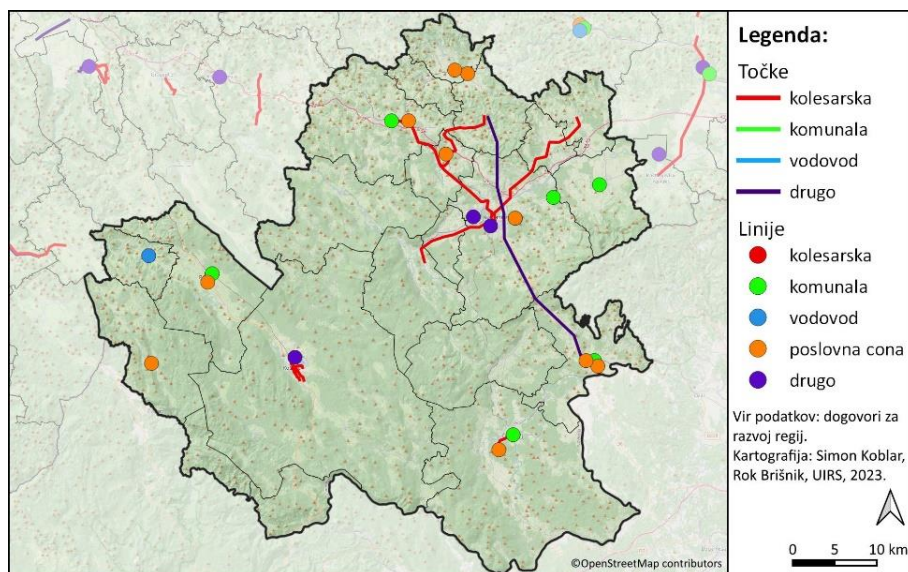 Legenda:
Točke
kolesarska
komunala
vodovod
drugo
Linije
kolesarska
komunala
vodovod
poslovna cona
drugo
Vir podatkov: dogovori za
razvoj regij.
Kartografija: Simon Koblar,
Rok Brišnik, UIRS, 2023.
0 5 10 km
©OpenStreetMap contributors